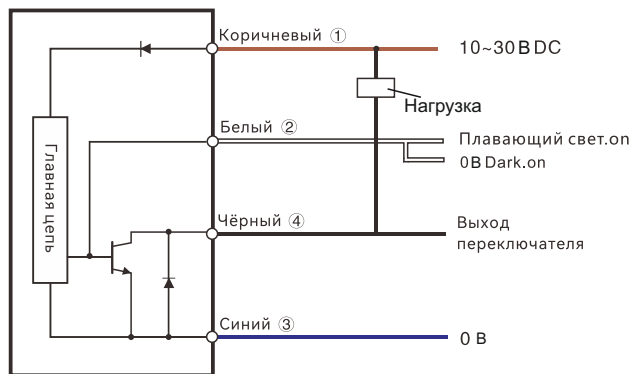 Коричневый ①
10~30 В DC
Нагрузка
Белый ②
Плавающий свет.on
0В Dark.on
Главная цепь
Чёрный ④
Выход
переключателя
Синий ③
0 В